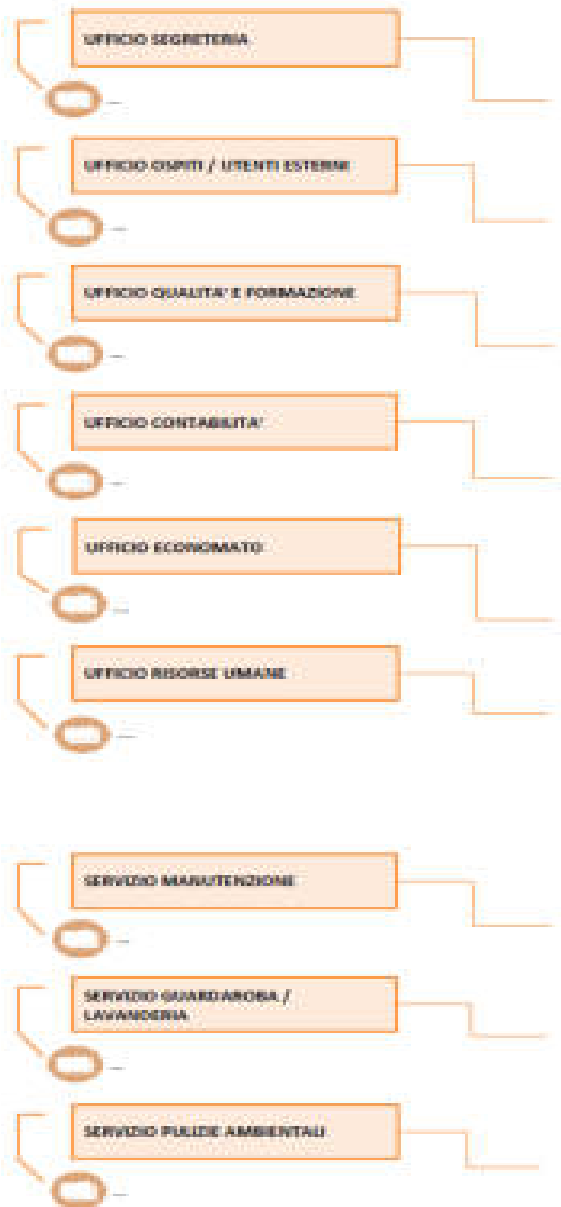 UFFICIO SEGRETERIA
UFFICIO OSPITI / UTENTI ESTERNI
UFFICIO QUALITA' E FORMAZIONE
UFFICIO CONTABILITA'
UFFICIO ECONOMATO
UFFICIO RISORSE UMANE
SERVIZIO MANUTENZIONE
SERVIZIO GUARDAROBA /
LAVANDERIA
SERVIZIO PULIZIE AMBIENTALI